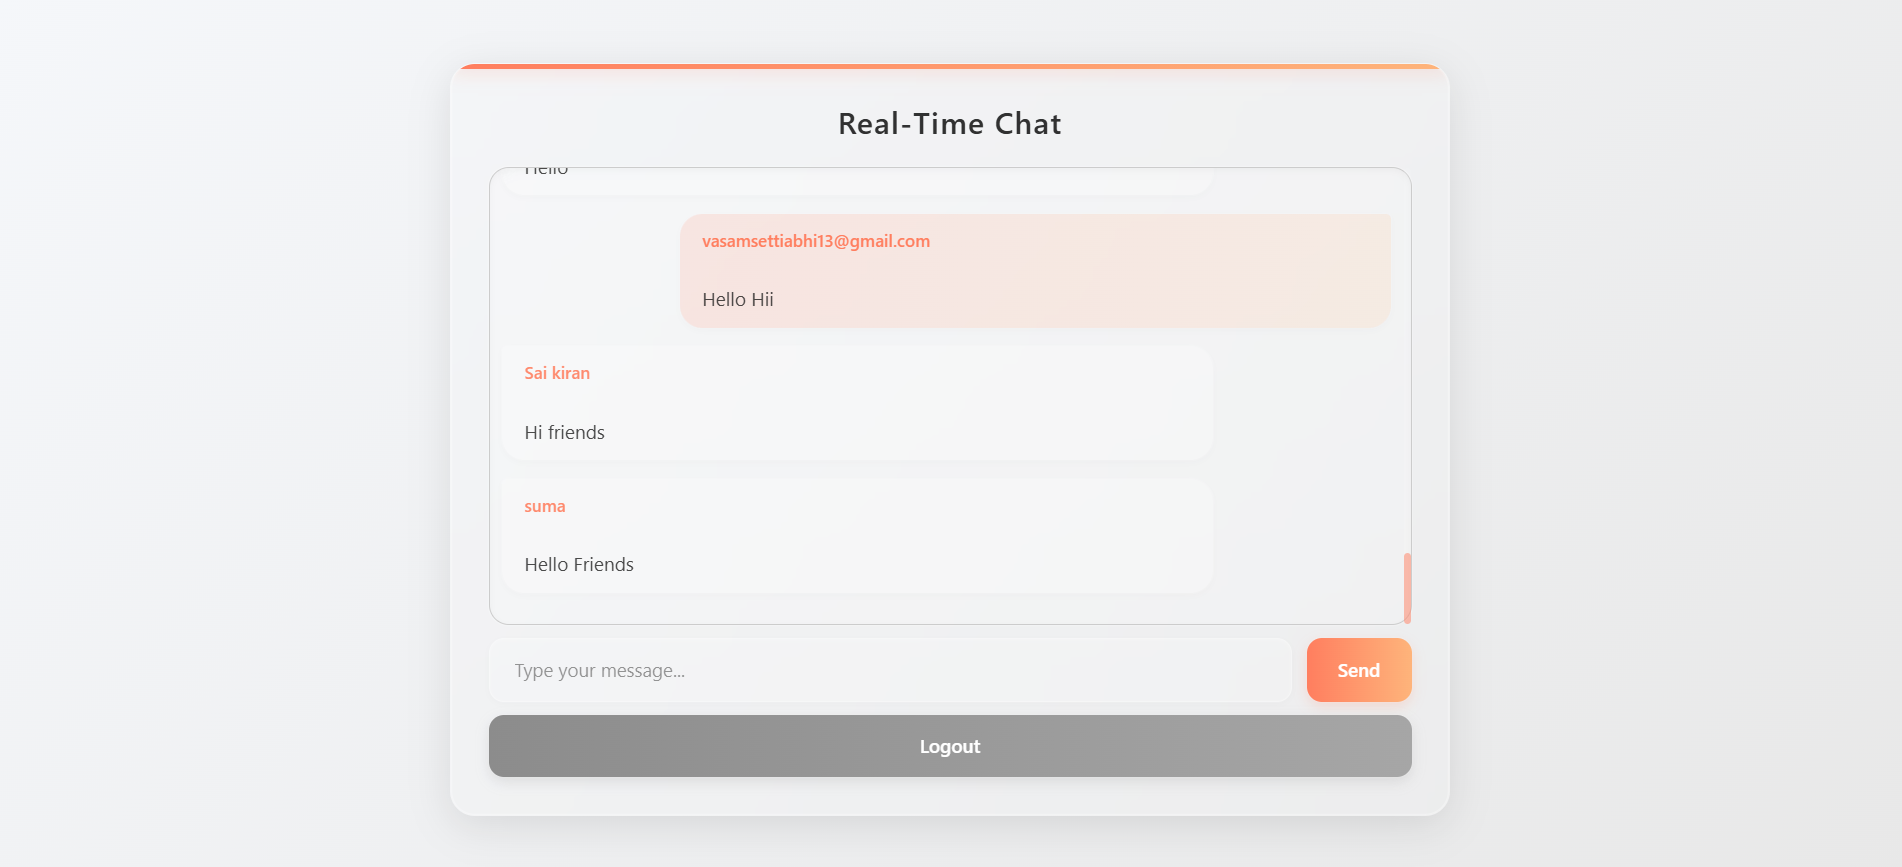 Real-Time Chat
Hello
vasamsettiabhi13@gmail.com
Hello Hii
Sai kiran
Hi friends
suma
Hello Friends
Type your message...
Send
Logout